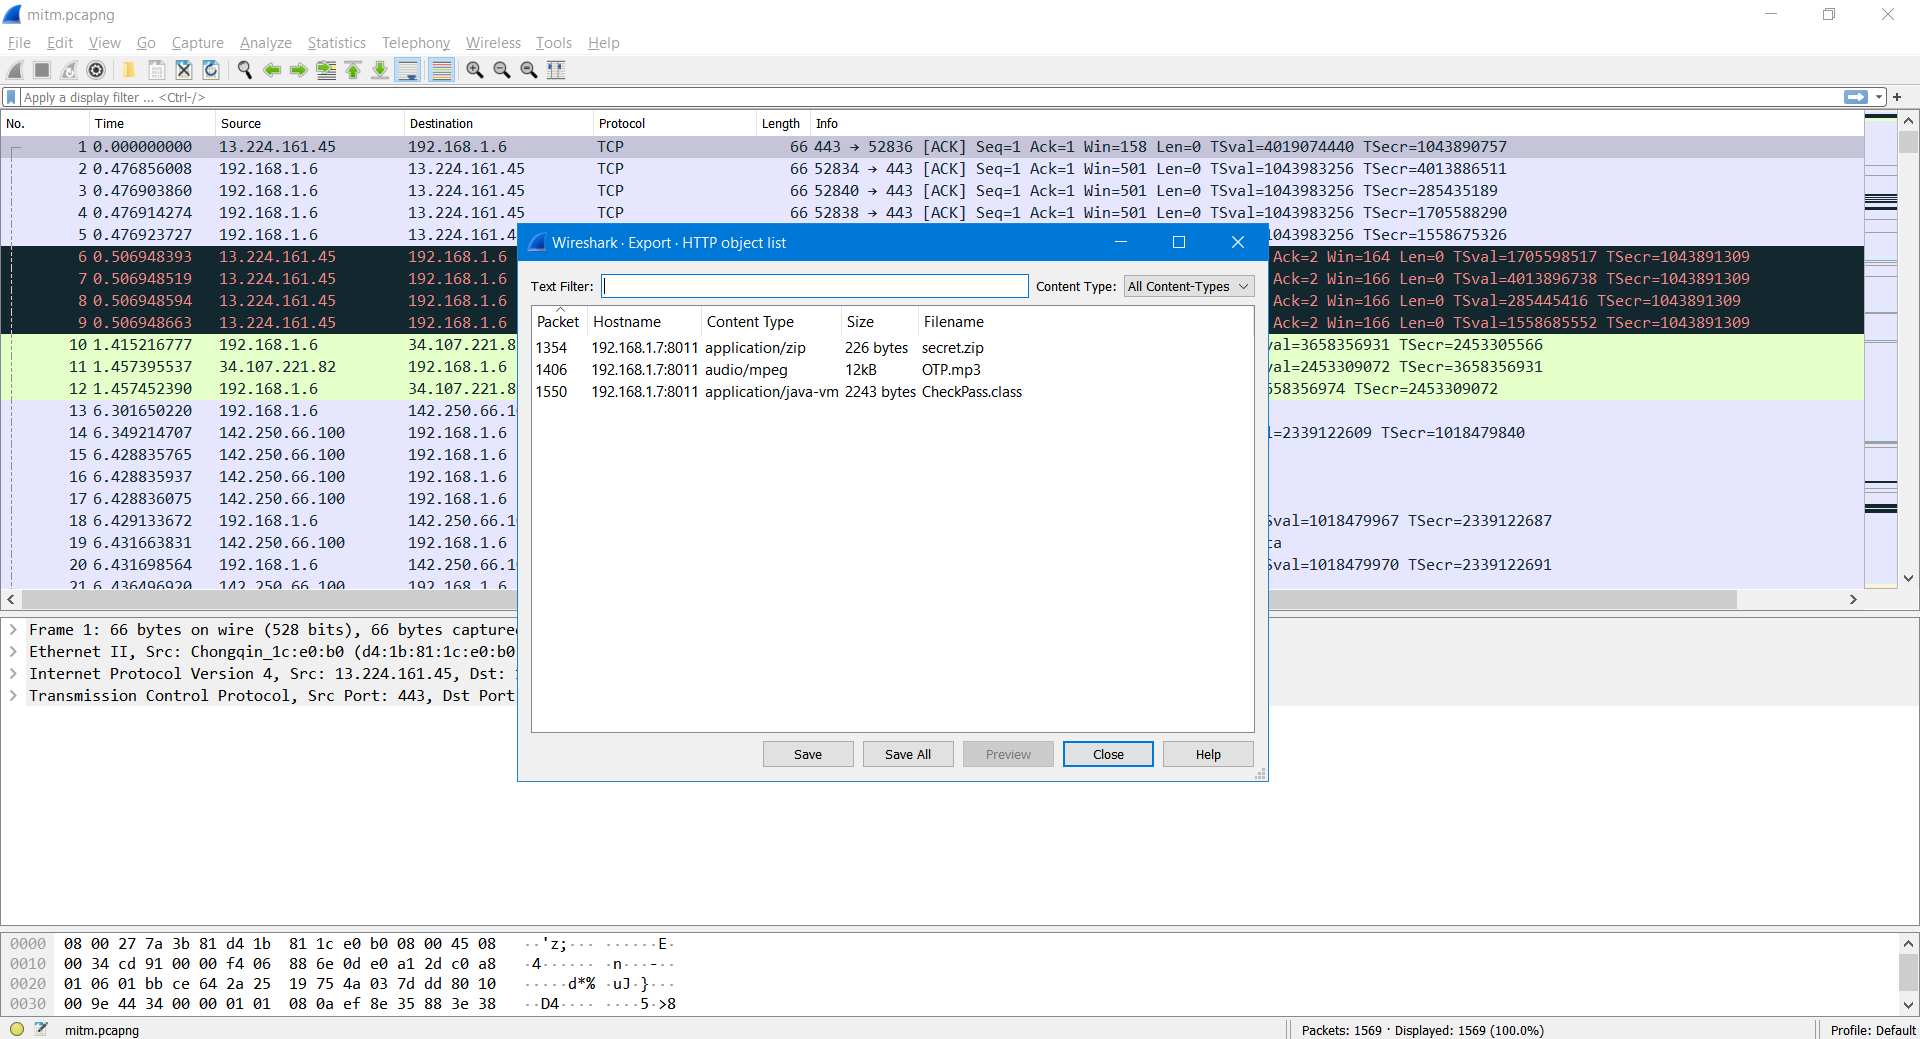 mitm.pcapng
File Edit View Go Capture Analyze Statistics Telephony Wireless Tools Help
Apply a display filter ... <Ctrl-/>
No. Time Source Destination Protocol Length Info
1 0.000000000 13.224.161.45 192.168.1.6 TCP 66 443 → 52836 [ACK] Seq=1 Ack=1 Win=158 Len=0 TSval=4019074440 TSecr=1043890757
2 0.476856008 192.168.1.6 13.224.161.45 TCP 66 52834 → 443 [ACK] Seq=1 Ack=1 Win=501 Len=0 TSval=1043983256 TSecr=4013886511
3 0.476903860 192.168.1.6 13.224.161.45 TCP 66 52840 → 443 [ACK] Seq=1 Ack=1 Win=501 Len=0 TSval=1043983256 TSecr=285435189
4 0.476914274 192.168.1.6 13.224.161.45 TCP 66 52838 → 443 [ACK] Seq=1 Ack=1 Win=501 Len=0 TSval=1043983256 TSecr=1705588290
5 0.476923727 192.168.1.6 13.224.161.4 1043983256 TSecr=1558675326
6 0.506948393 13.224.161.45 192.168.1.6 Ack=2 Win=164 Len=0 TSval=1705598517 TSecr=1043891309
7 0.506948519 13.224.161.45 192.168.1.6 Ack=2 Win=166 Len=0 TSval=4013896738 TSecr=1043891309
8 0.506948594 13.224.161.45 192.168.1.6 Ack=2 Win=166 Len=0 TSval=285445416 TSecr=1043891309
9 0.506948663 13.224.161.45 192.168.1.6 Ack=2 Win=166 Len=0 TSval=1558685552 TSecr=1043891309
10 1.415216777 192.168.1.6 34.107.221.8 val=3658356931 TSecr=2453305566
11 1.457395537 34.107.221.82 192.168.1.6 val=2453309072 TSecr=3658356931
12 1.457452390 192.168.1.6 34.107.221.8 658356974 TSecr=2453309072
13 6.301650220 192.168.1.6 142.250.66.1
14 6.349214707 142.250.66.100 192.168.1.6 l=2339122609 TSecr=1018479840
15 6.428835765 142.250.66.100 192.168.1.6
16 6.428835937 142.250.66.100 192.168.1.6
17 6.428836075 142.250.66.100 192.168.1.6
18 6.429133672 192.168.1.6 142.250.66.1 Sval=1018479967 TSecr=2339122687
19 6.431663831 142.250.66.100 192.168.1.6 ta
20 6.431698564 192.168.1.6 142.250.66.1 Sval=1018479970 TSecr=2339122691
21 6.436496920 142.250.66.100 192.168.1.6
Wireshark · Export · HTTP object list
Text Filter: Content Type: All Content-Types
Packet Hostname Content Type Size Filename
1354 192.168.1.7:8011 application/zip 226 bytes secret.zip
1406 192.168.1.7:8011 audio/mpeg 12kB OTP.mp3
1550 192.168.1.7:8011 application/java-vm 2243 bytes CheckPass.class
Save Save All Preview Close Help
Frame 1: 66 bytes on wire (528 bits), 66 bytes capture
Ethernet II, Src: Chongqin_1c:e0:b0 (d4:1b:81:1c:e0:b0
Internet Protocol Version 4, Src: 13.224.161.45, Dst:
Transmission Control Protocol, Src Port: 443, Dst Port
0000 08 00 27 7a 3b 81 d4 1b 81 1c e0 b0 08 00 45 08 ··'z;··· ······E·
0010 00 34 cd 91 00 00 f4 06 88 6e 0d e0 a1 2d c0 a8 ·4······ ·n···-··
0020 01 06 01 bb ce 64 2a 25 19 75 4a 03 7d dd 80 10 ·····d*% ·uJ·}···
0030 00 9e 44 34 00 00 01 01 08 0a ef 8e 35 88 3e 38 ··D4···· ····5·>8
mitm.pcapng Packets: 1569 · Displayed: 1569 (100.0%) Profile: Default